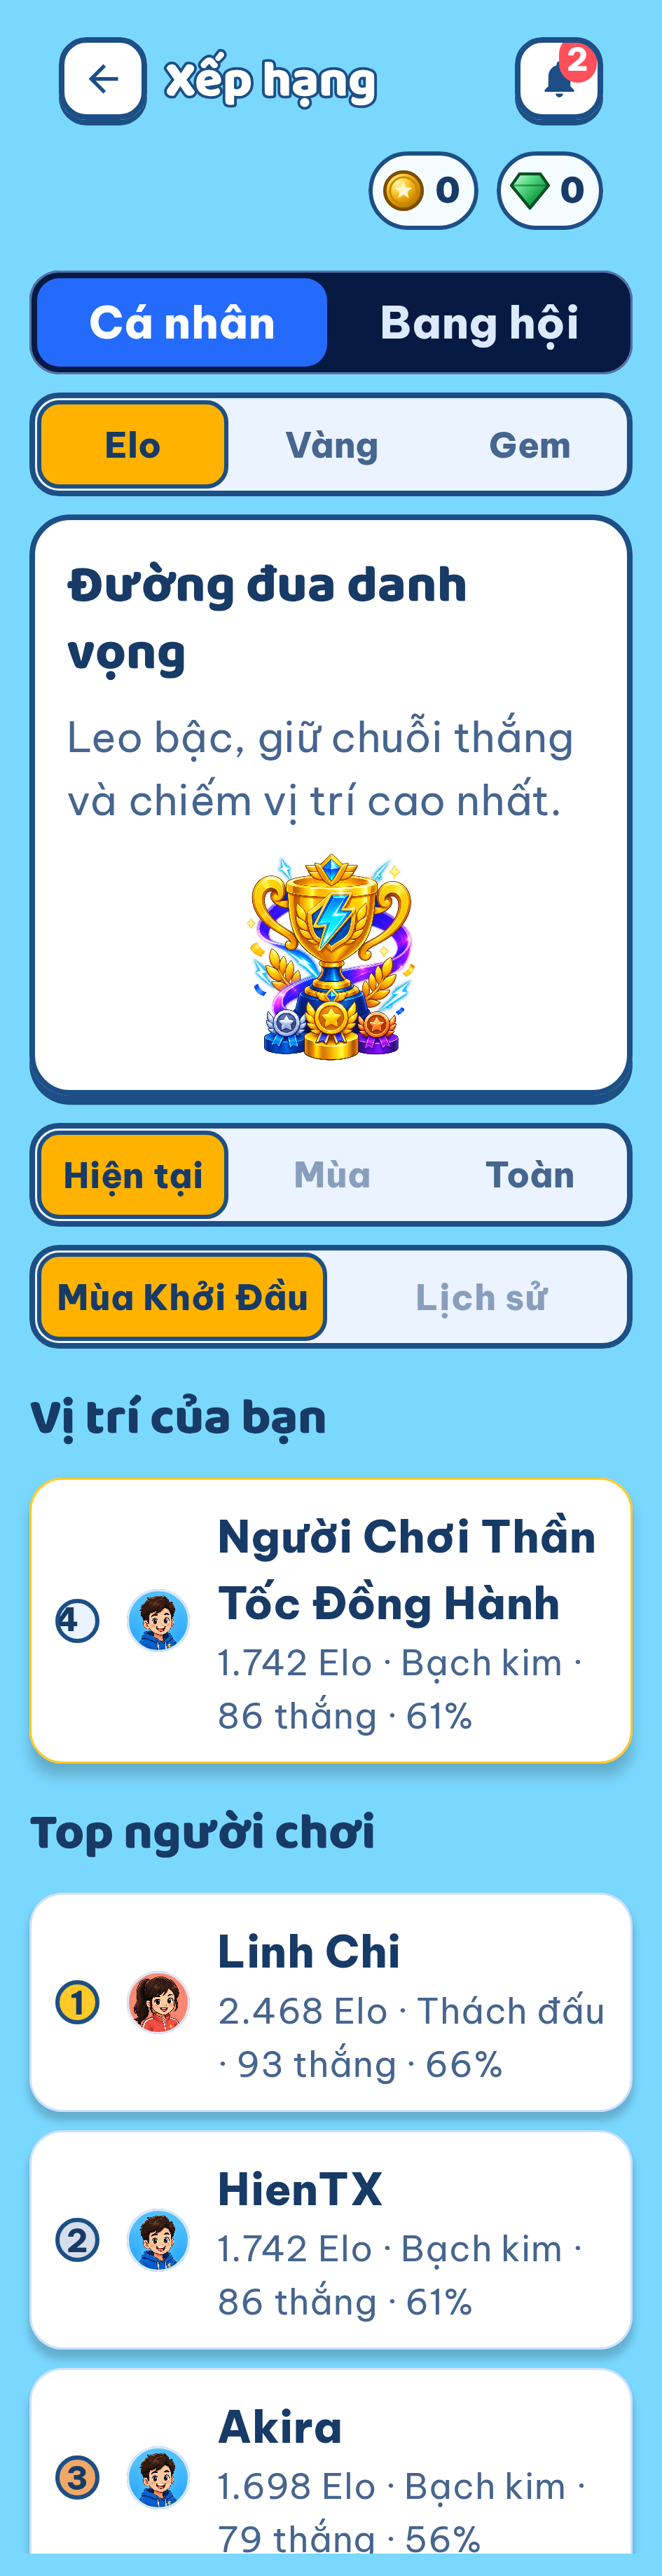 Xếp hạng
2
0
0
Cá nhân
Bang hội
Elo
Vàng
Gem
Đường đua danh
vọng
Leo bậc, giữ chuỗi thắng
và chiếm vị trí cao nhất.
Hiện tại
Mùa
Toàn
Mùa Khởi Đầu
Lịch sử
Vị trí của bạn
4
Người Chơi Thần
Tốc Đồng Hành
1.742 Elo · Bạch kim ·
86 thắng · 61%
Top người chơi
1
Linh Chi
2.468 Elo · Thách đấu
· 93 thắng · 66%
2
HienTX
1.742 Elo · Bạch kim ·
86 thắng · 61%
3
Akira
1.698 Elo · Bạch kim ·
79 thắng · 56%